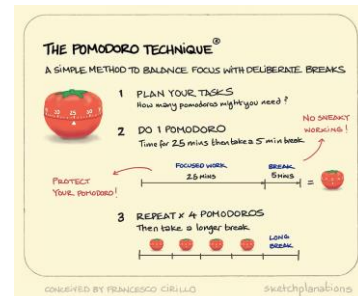 THE POMODORO TECHNIQUE®
A SIMPLE METHOD TO BALANCE FOCUS WITH DELIBERATE BREAKS
1 PLAN YOUR TASKS
How many pomodoros might you need?
2 DO 1 POMODORO
Time for 25 mins then take a 5 min break
NO SNEAKY
WORKING!
FOCUSED WORK
25 MINS
BREAK
5 MINS
=
PROTECT
YOUR POMODORO!
3 REPEAT x 4 POMODOROS
Then take a longer break
LONG
BREAK
CONCEIVED BY FRANCESCO CIRILLO
sketchplanations